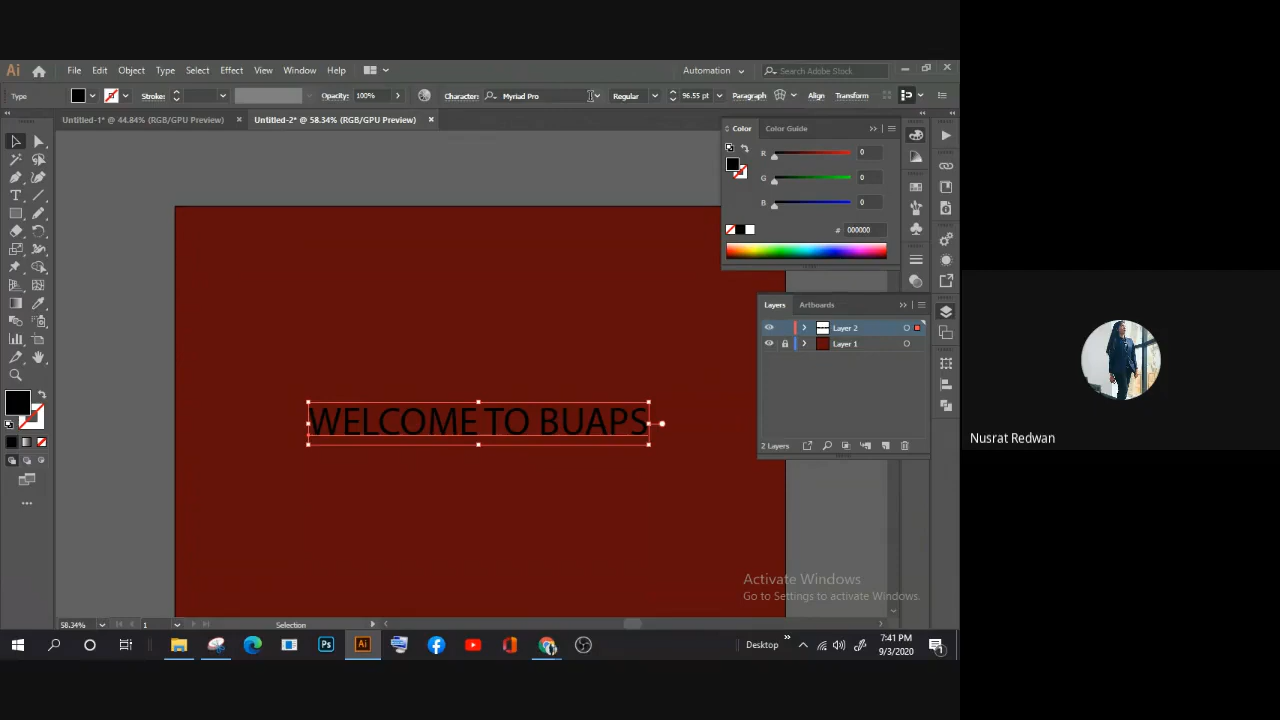 Ai File Edit Object Type Select Effect View Window Help Automation Search Adobe Stock
Type Stroke: Opacity: 100% Character: Myriad Pro Regular 96.55 pt Paragraph Align Transform
Untitled-1* @ 44.84% (RGB/GPU Preview) × Untitled-2* @ 58.34% (RGB/GPU Preview) ×
Color Color Guide
R 0
G 0
B 0
# 000000
Layers Artboards
Layer 2
Layer 1
WELCOME TO BUAPS
Nusrat Redwan
2 Layers
Activate Windows
Go to Settings to activate Windows.
58.34% 1 Selection
Ps Ai Desktop 7:41 PM
9/3/2020 1